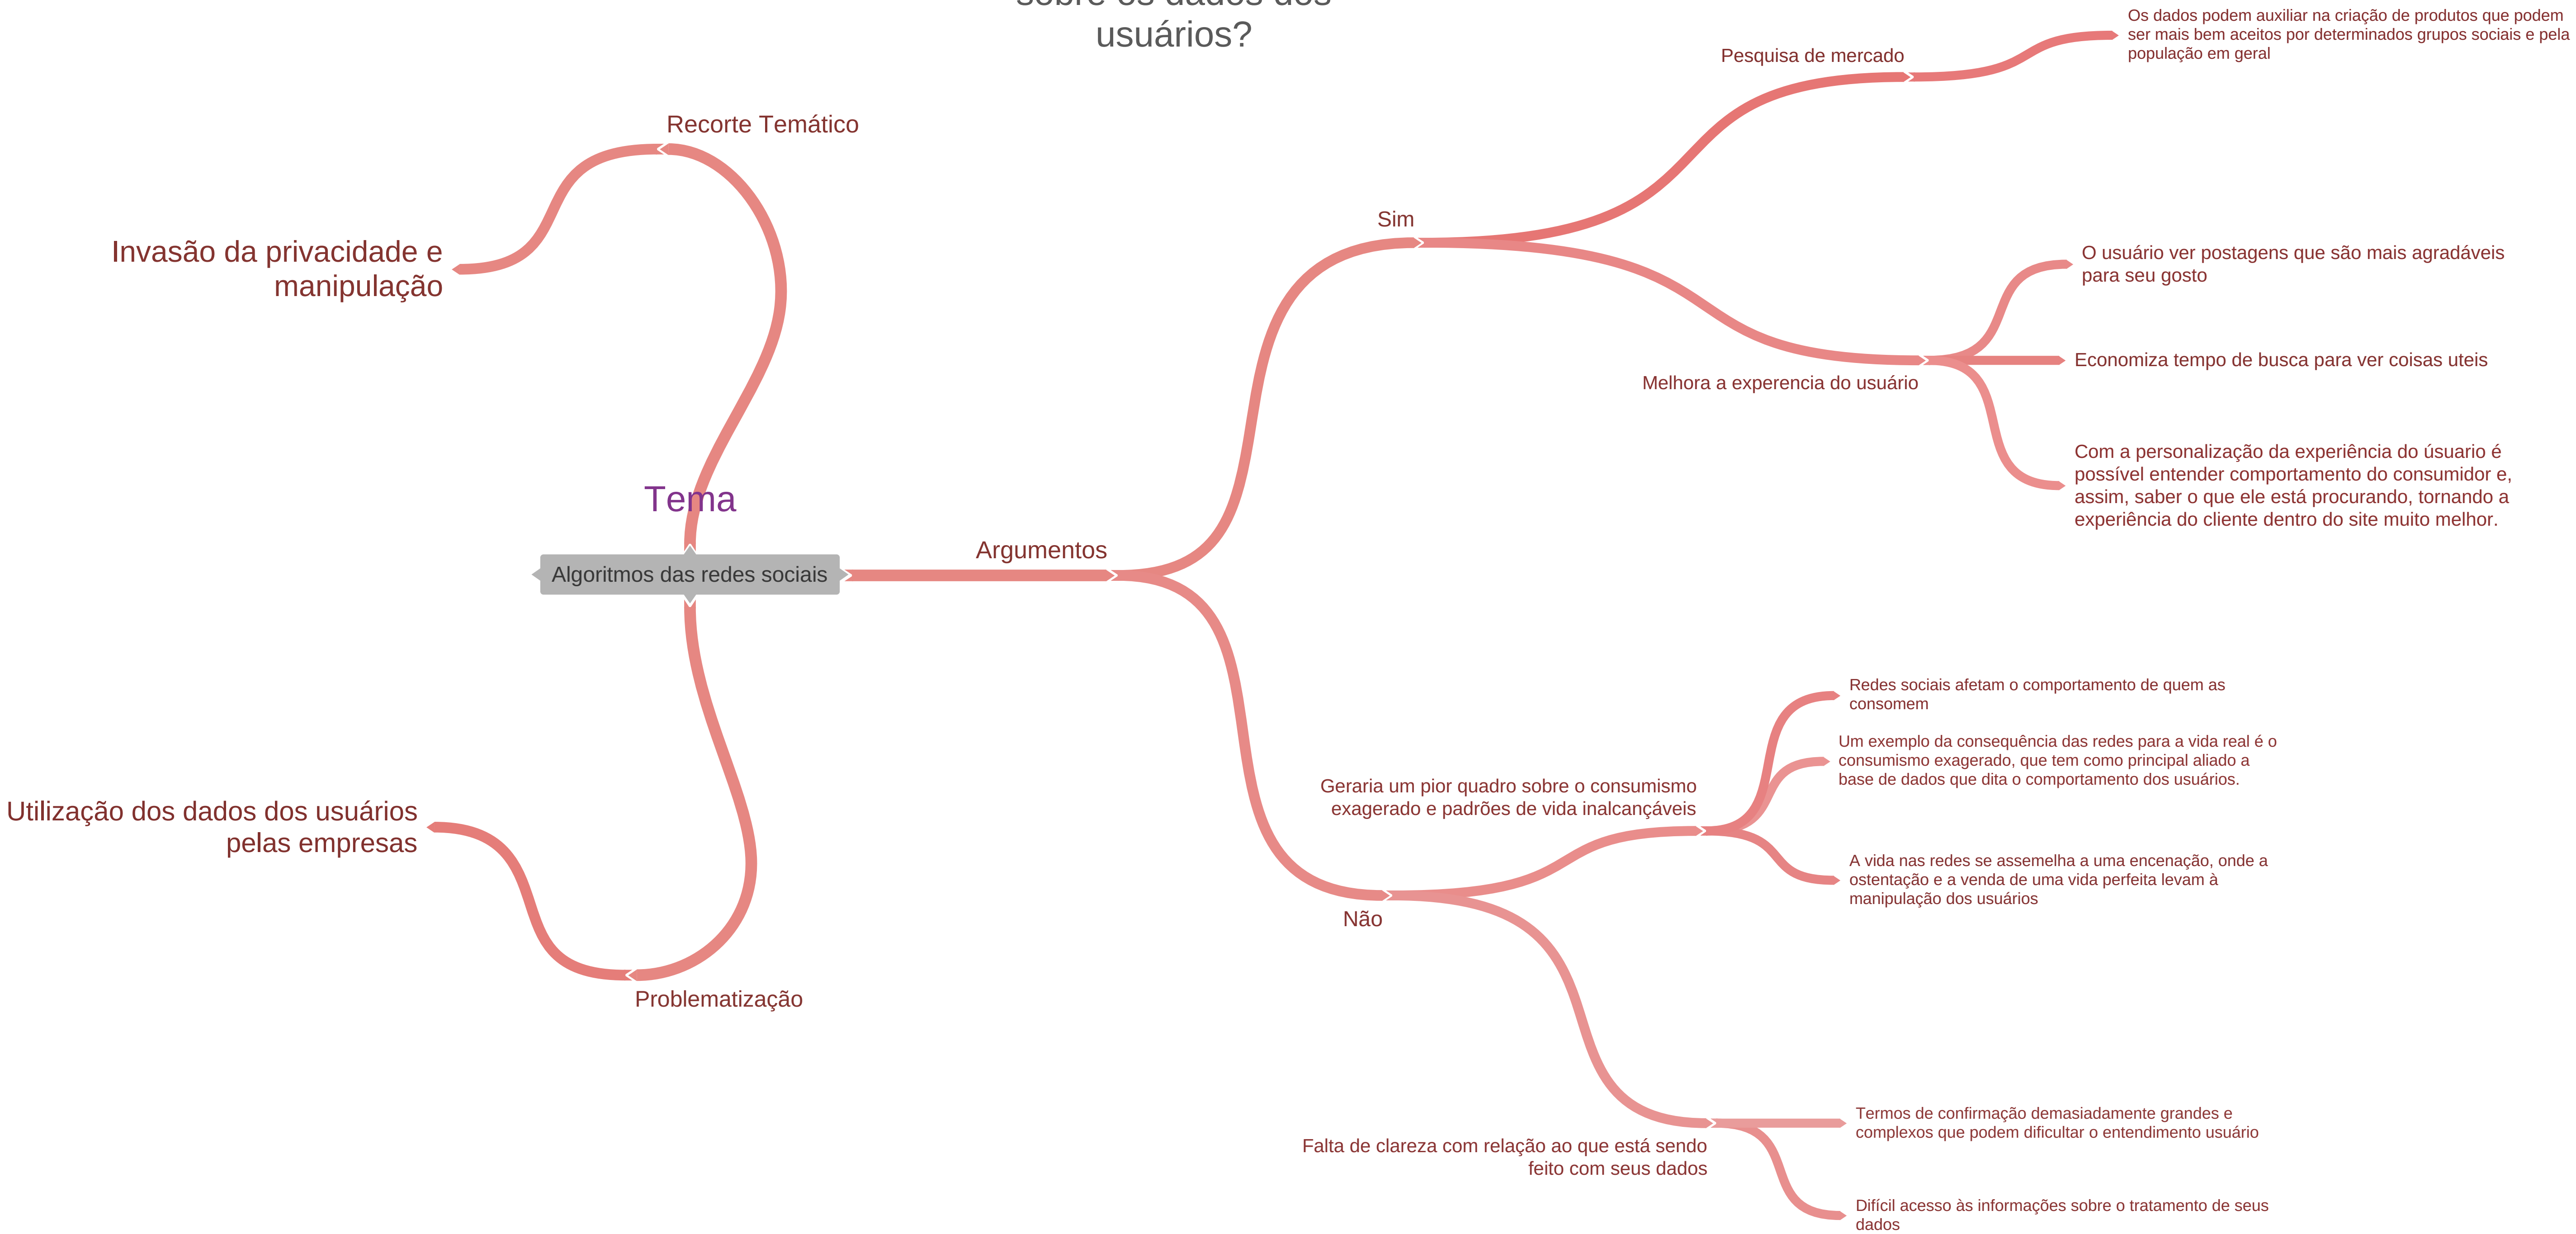 sobre os dados dos
usuários?
Recorte Temático
Invasão da privacidade e
manipulação
Tema
Algoritmos das redes sociais
Utilização dos dados dos usuários
pelas empresas
Problematização
Argumentos
Sim
Pesquisa de mercado
Os dados podem auxiliar na criação de produtos que podem
ser mais bem aceitos por determinados grupos sociais e pela
população em geral
Melhora a experencia do usuário
O usuário ver postagens que são mais agradáveis
para seu gosto
Economiza tempo de busca para ver coisas uteis
Com a personalização da experiência do úsuario é
possível entender comportamento do consumidor e,
assim, saber o que ele está procurando, tornando a
experiência do cliente dentro do site muito melhor.
Não
Geraria um pior quadro sobre o consumismo
exagerado e padrões de vida inalcançáveis
Redes sociais afetam o comportamento de quem as
consomem
Um exemplo da consequência das redes para a vida real é o
consumismo exagerado, que tem como principal aliado a
base de dados que dita o comportamento dos usuários.
A vida nas redes se assemelha a uma encenação, onde a
ostentação e a venda de uma vida perfeita levam à
manipulação dos usuários
Falta de clareza com relação ao que está sendo
feito com seus dados
Termos de confirmação demasiadamente grandes e
complexos que podem dificultar o entendimento usuário
Difícil acesso às informações sobre o tratamento de seus
dados